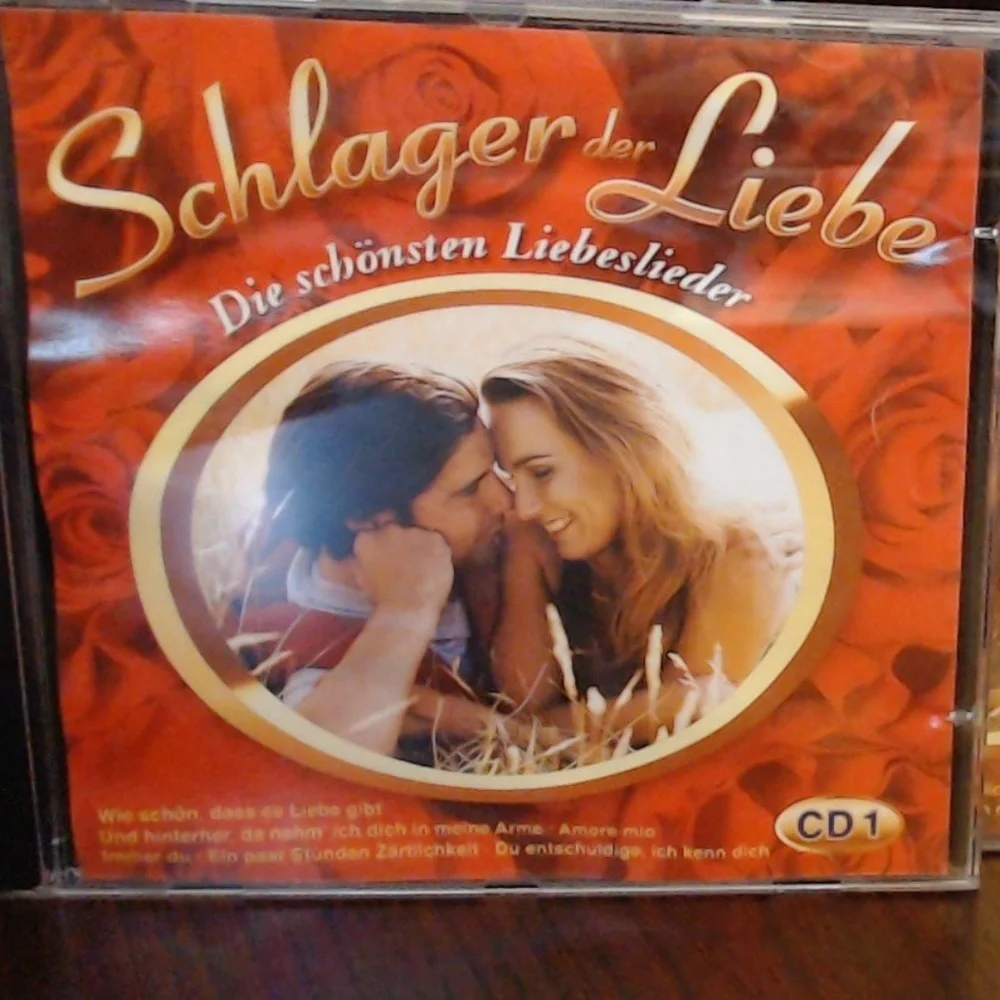 Schlager der Liebe
Die schönsten Liebeslieder
Wie schön, dass es Liebe gibt
Und hinterher, da nehm' ich dich in meine Arme · Amore mio
Immer du · Ein paar Stunden Zärtlichkeit · Du entschuldige, ich kenn dich
CD 1